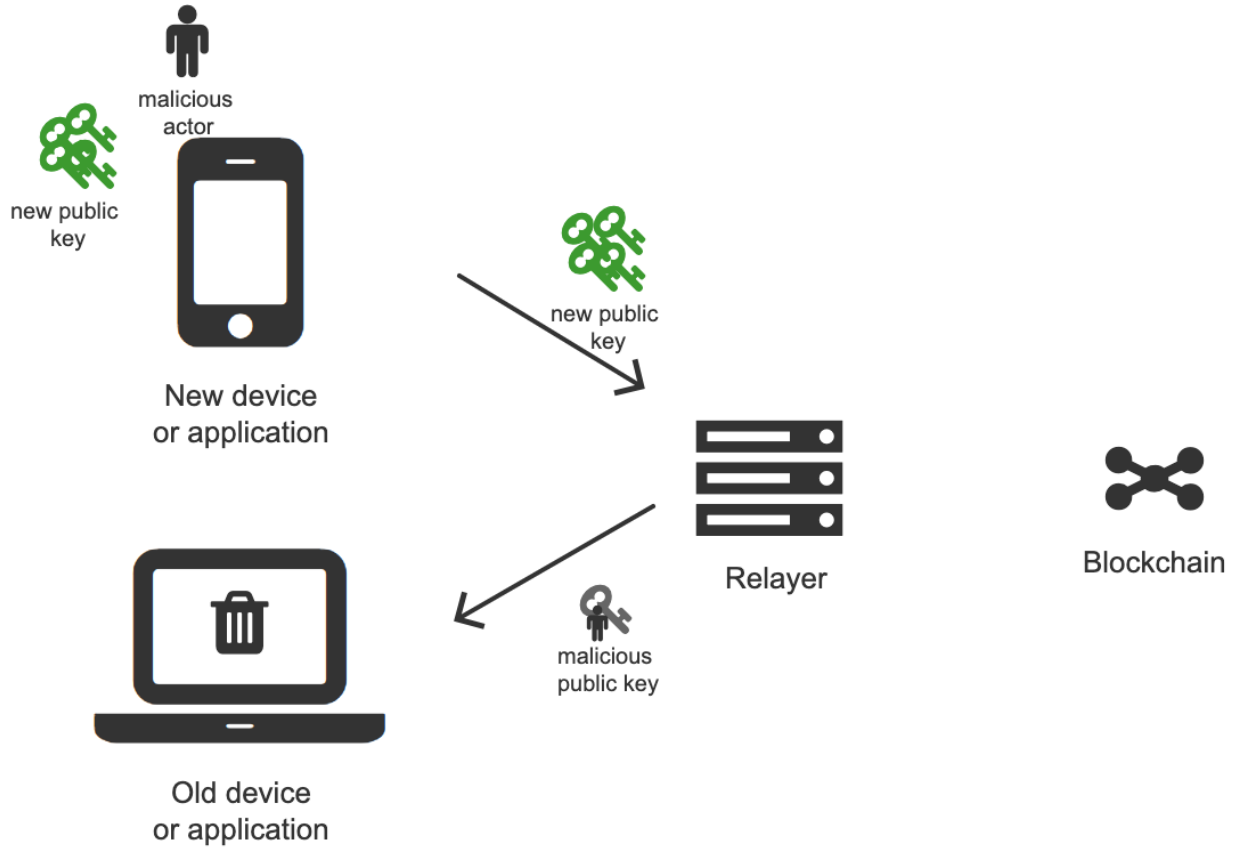 malicious
actor
new public
key
new public
key
New device
or application
Relayer
Blockchain
malicious
public key
Old device
or application